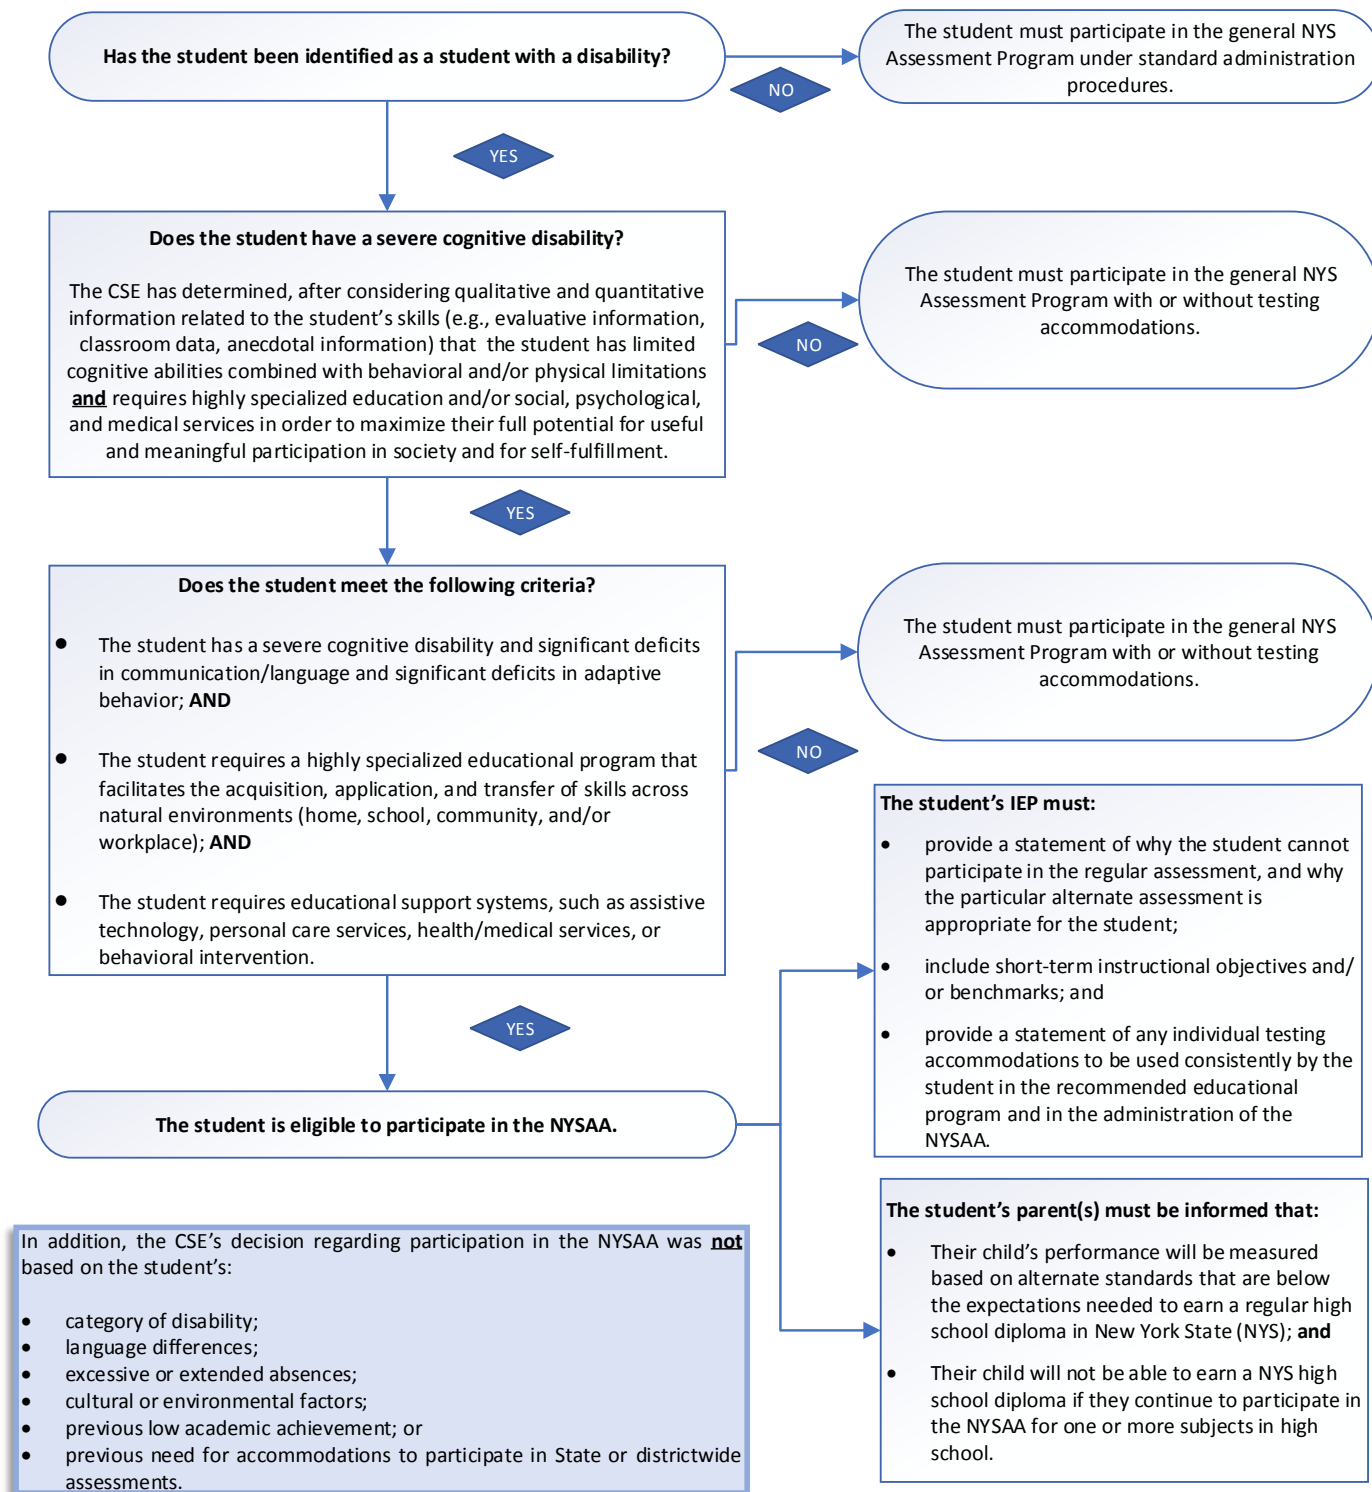 Has the student been identified as a student with a disability?
The student must participate in the general NYS
Assessment Program under standard administration
procedures.
NO
YES
Does the student have a severe cognitive disability?
The CSE has determined, after considering qualitative and quantitative
information related to the student’s skills (e.g., evaluative information,
classroom data, anecdotal information) that the student has limited
cognitive abilities combined with behavioral and/or physical limitations
and requires highly specialized education and/or social, psychological,
and medical services in order to maximize their full potential for useful
and meaningful participation in society and for self-fulfillment.
The student must participate in the general NYS
Assessment Program with or without testing
accommodations.
NO
YES
Does the student meet the following criteria?
• The student has a severe cognitive disability and significant deficits
in communication/language and significant deficits in adaptive
behavior; AND
• The student requires a highly specialized educational program that
facilitates the acquisition, application, and transfer of skills across
natural environments (home, school, community, and/or
workplace); AND
• The student requires educational support systems, such as assistive
technology, personal care services, health/medical services, or
behavioral intervention.
The student must participate in the general NYS
Assessment Program with or without testing
accommodations.
NO
YES
The student is eligible to participate in the NYSAA.
The student’s IEP must:
• provide a statement of why the student cannot
participate in the regular assessment, and why
the particular alternate assessment is
appropriate for the student;
• include short-term instructional objectives and/
or benchmarks; and
• provide a statement of any individual testing
accommodations to be used consistently by the
student in the recommended educational
program and in the administration of the
NYSAA.
The student’s parent(s) must be informed that:
• Their child’s performance will be measured
based on alternate standards that are below
the expectations needed to earn a regular high
school diploma in New York State (NYS); and
• Their child will not be able to earn a NYS high
school diploma if they continue to participate in
the NYSAA for one or more subjects in high
school.
In addition, the CSE’s decision regarding participation in the NYSAA was not
based on the student’s:
• category of disability;
• language differences;
• excessive or extended absences;
• cultural or environmental factors;
• previous low academic achievement; or
• previous need for accommodations to participate in State or districtwide
assessments.